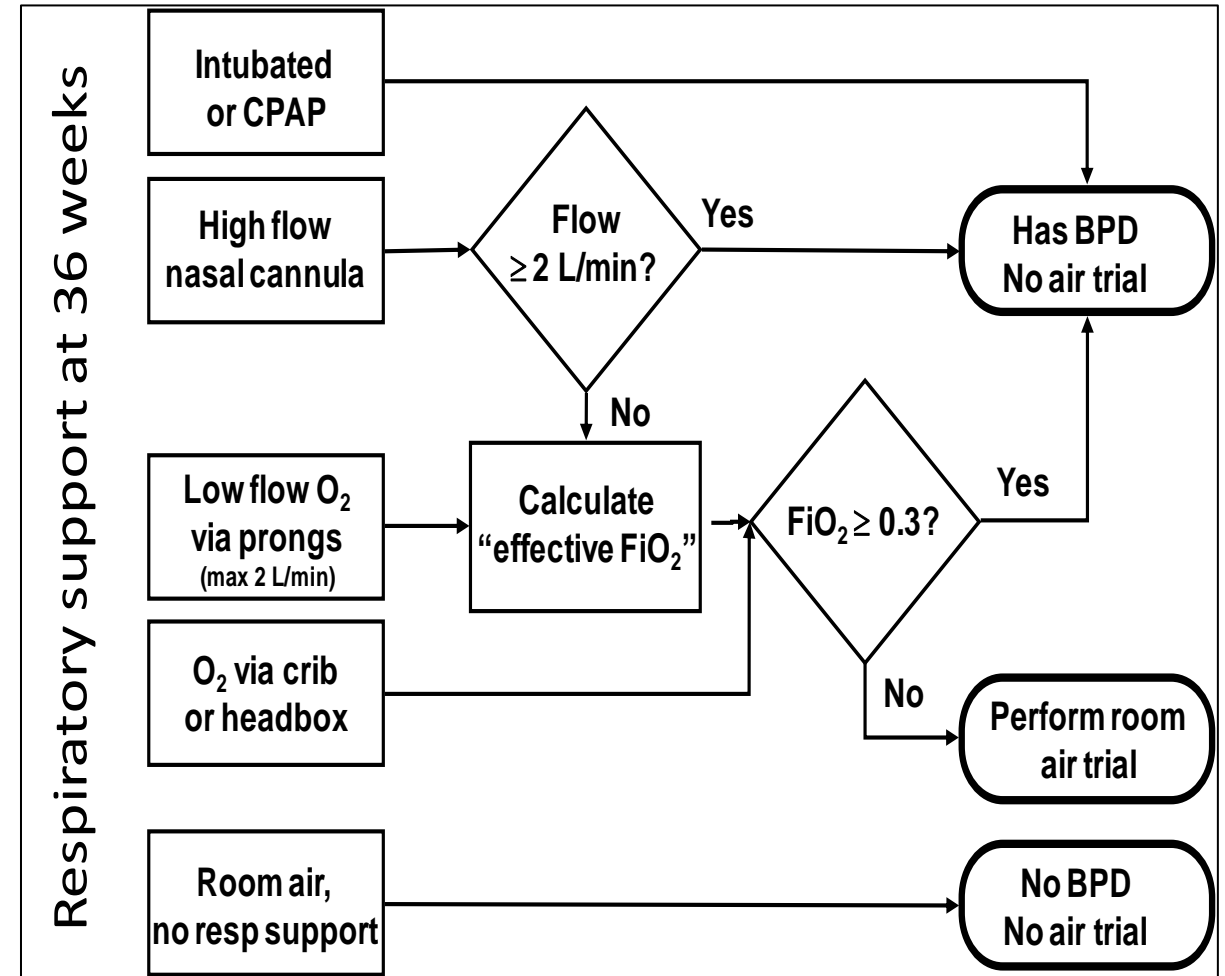 Respiratory support at 36 weeks
Intubated
or CPAP
High flow
nasal cannula
Flow
≥ 2 L/min?
Yes
Has BPD
No air trial
No
Low flow O₂
via prongs
(max 2 L/min)
Calculate
“effective FiO₂”
FiO₂ ≥ 0.3?
Yes
O₂ via crib
or headbox
No
Perform room
air trial
Room air,
no resp support
No BPD
No air trial